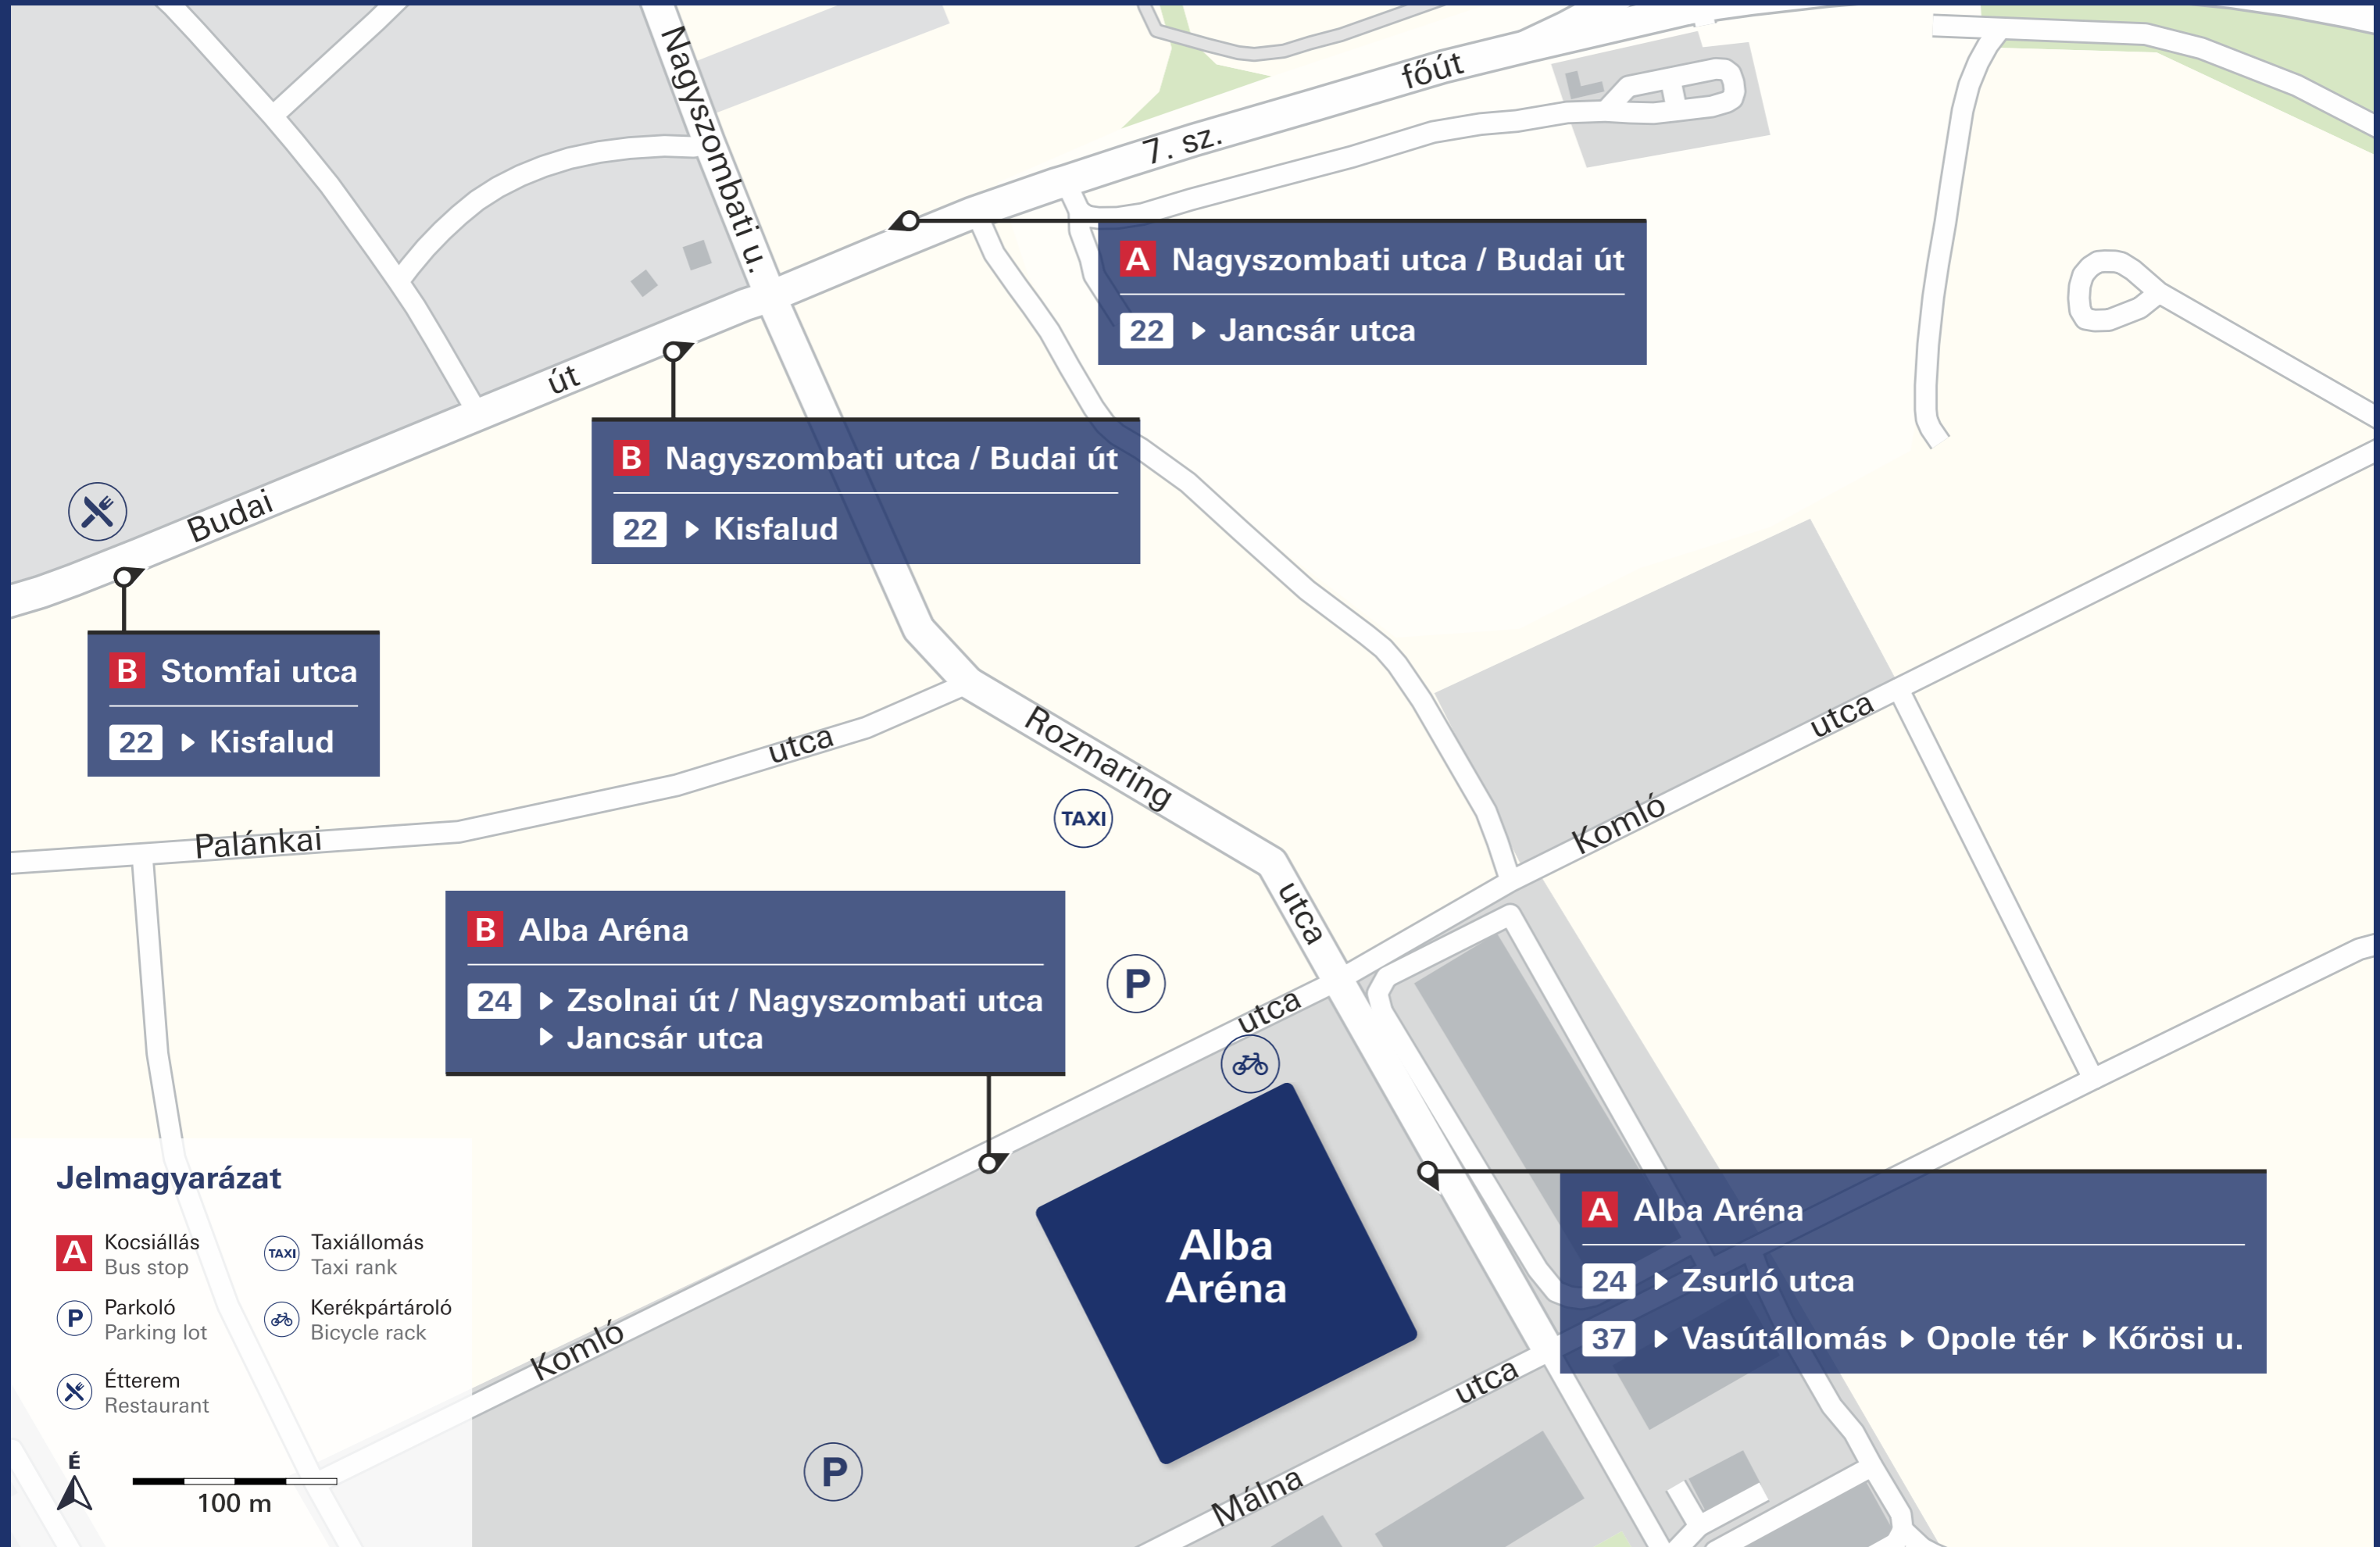 Nagyszombati u.
7. sz. főút
A Nagyszombati utca / Budai út
22 Jancsár utca
Budai út
B Nagyszombati utca / Budai út
22 Kisfalud
B Stomfai utca
22 Kisfalud
Palánkai utca
Rozmaring utca
TAXI
Komló utca
B Alba Aréna
24 Zsolnai út / Nagyszombati utca
Jancsár utca
P
Komló utca
Alba
Aréna
A Alba Aréna
24 Zsurló utca
37 Vasútállomás Opole tér Kőrösi u.
Málna utca
P
Jelmagyarázat
A Kocsiállás
Bus stop
TAXI Taxiállomás
Taxi rank
P Parkoló
Parking lot
Kerékpártároló
Bicycle rack
Étterem
Restaurant
É
100 m